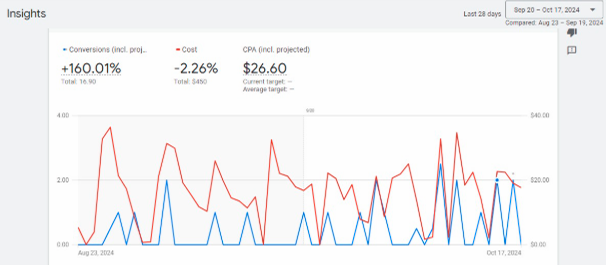 Insights
Last 28 days
Sep 20 – Oct 17, 2024
Compared: Aug 23 – Sep 19, 2024
Conversions (incl. proj..
+160.01%
Total: 16.90
Cost
-2.26%
Total: $450
CPA (incl. projected)
$26.60
Current target: —
Average target: —
4.00
2.00
0.00
$40.00
$20.00
$0.00
Aug 23, 2024
Oct 17, 2024